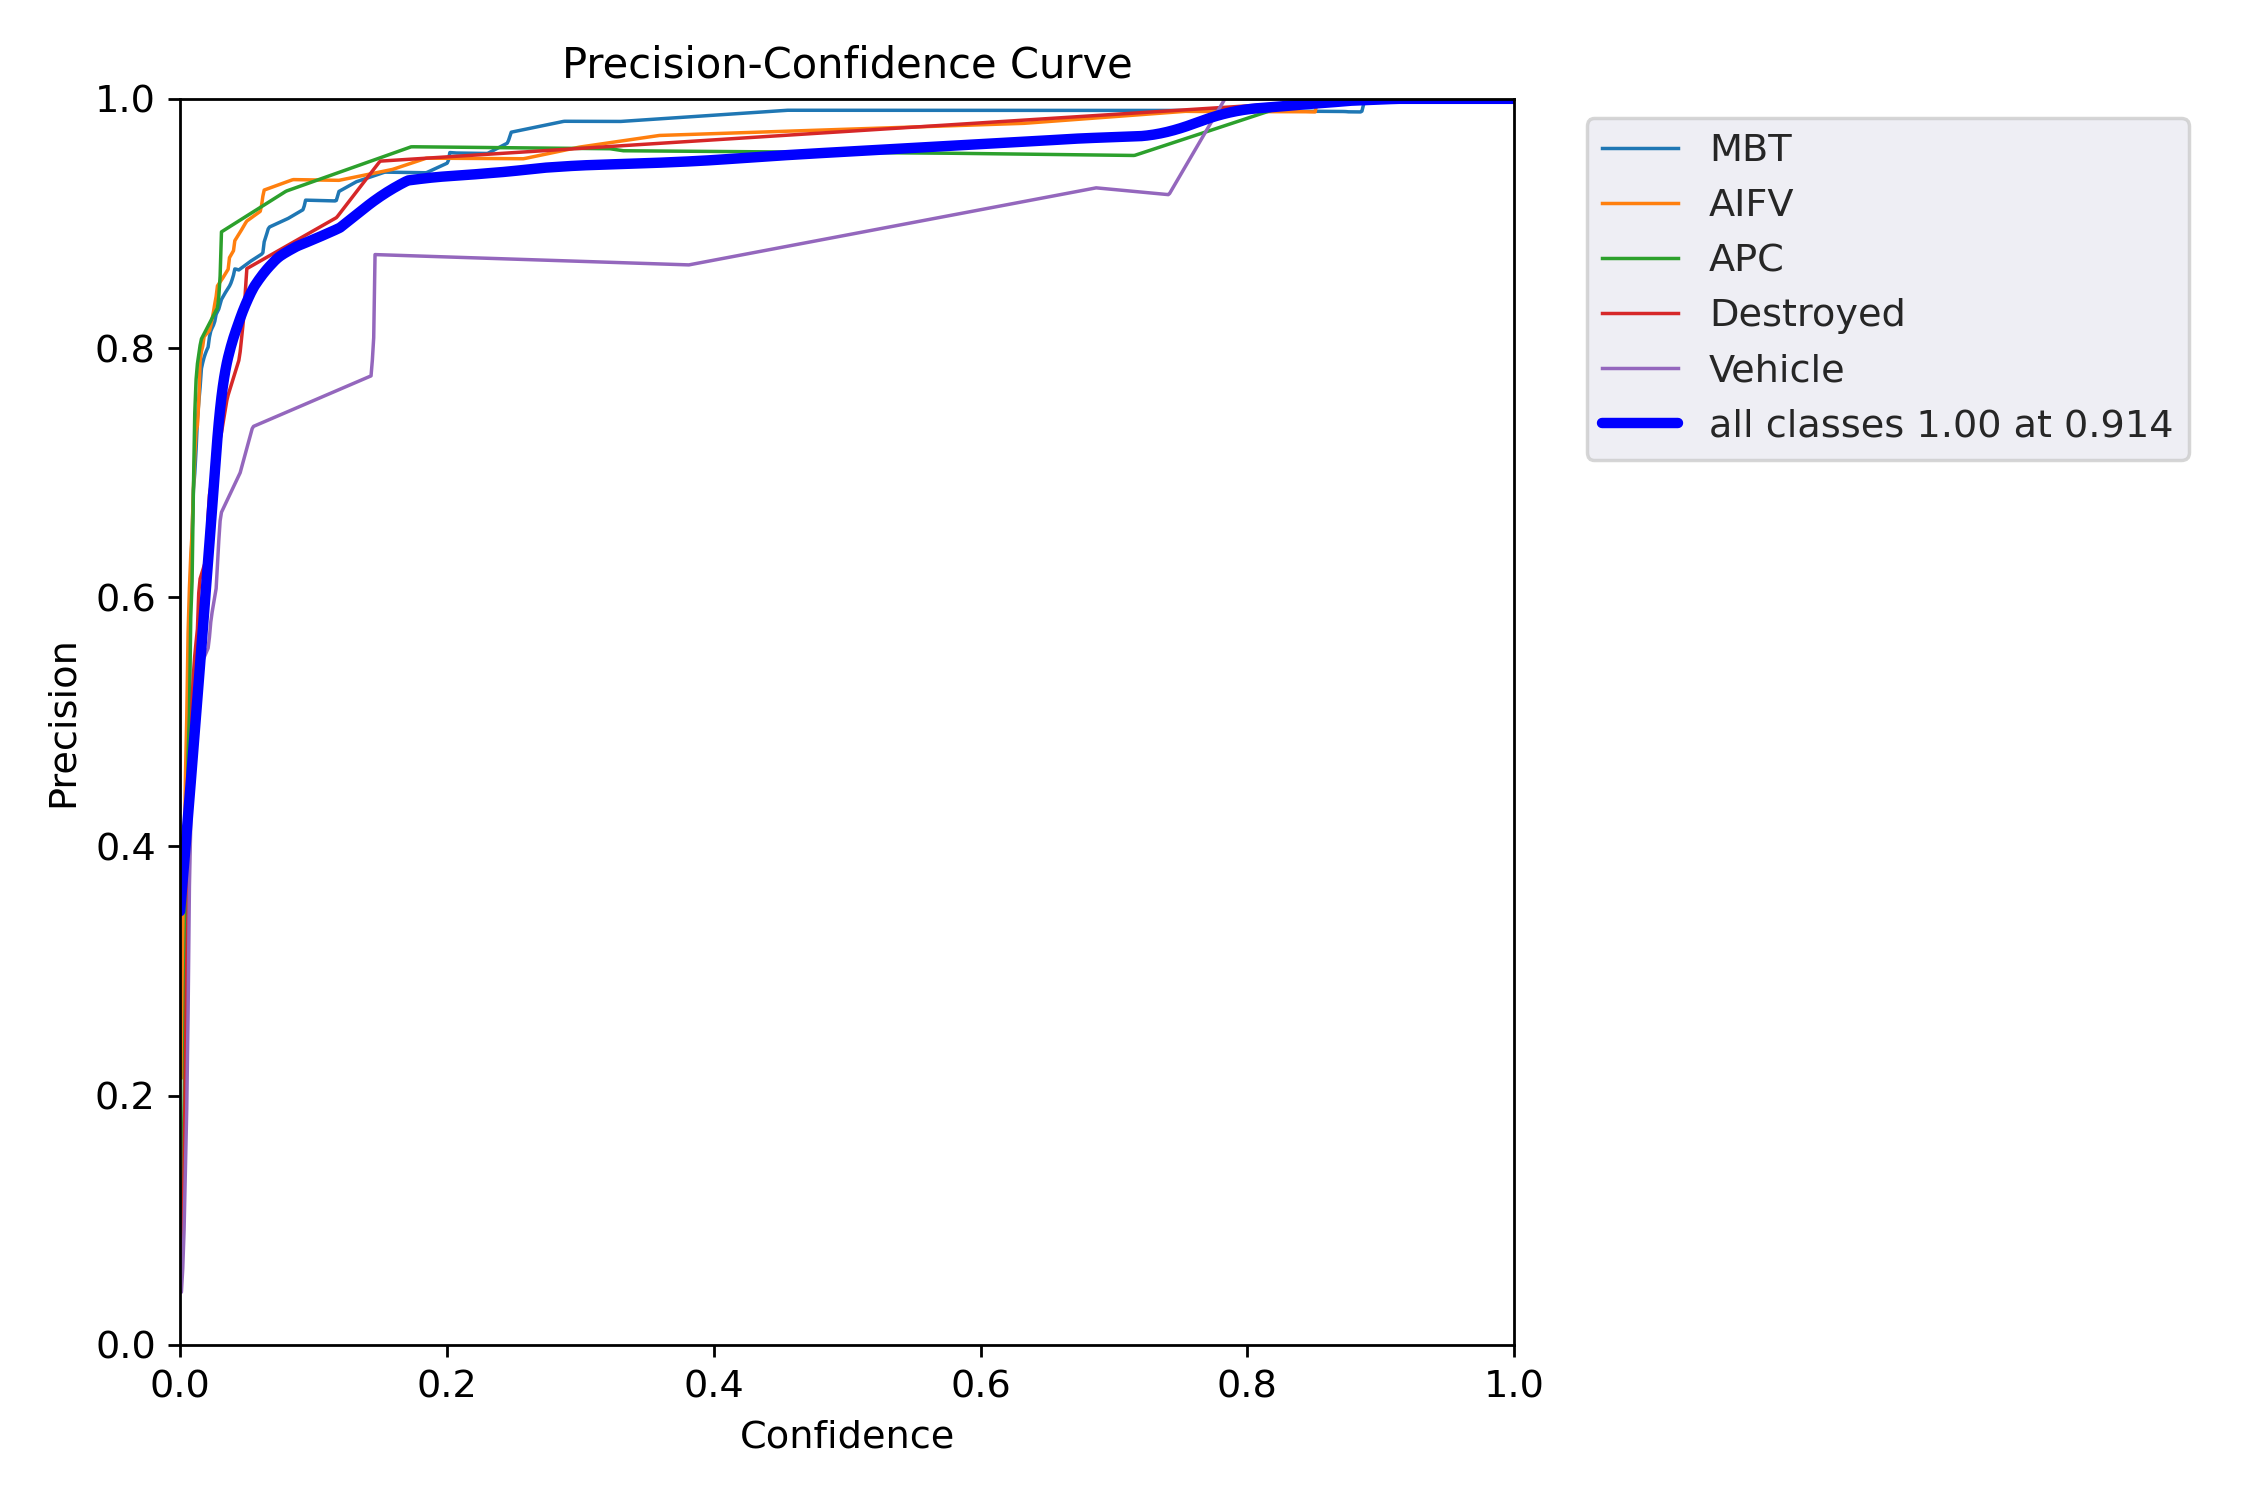 Precision-Confidence Curve
1.0
0.8
0.6
0.4
0.2
0.0
Precision
0.0 0.2 0.4 0.6 0.8 1.0
Confidence
MBT
AIFV
APC
Destroyed
Vehicle
all classes 1.00 at 0.914